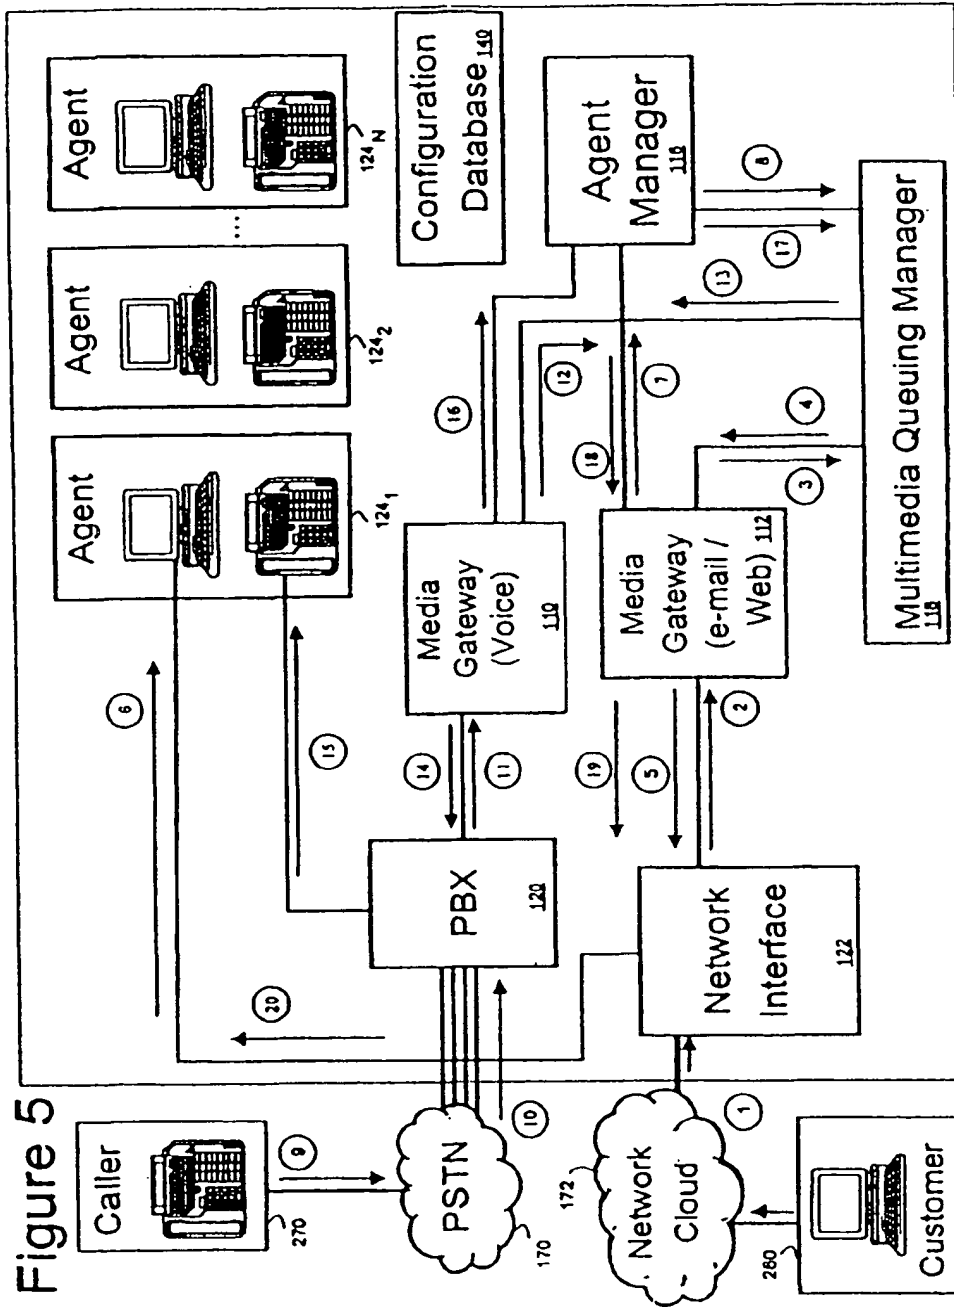 Figure 5
Caller
270
9
PSTN
170
10
20
6
15
Agent
124₁
Agent
124₂
....
Agent
124N
PBX
120
14
11
Media
Gateway
(Voice)
110
16
12
Configuration
Database 140
Agent
Manager
116
8
17
13
18
7
4
3
Customer
280
Network
Cloud
172
1
Network
Interface
122
19
5
2
Media
Gateway
(e-mail /
Web) 112
Multimedia Queuing Manager
118